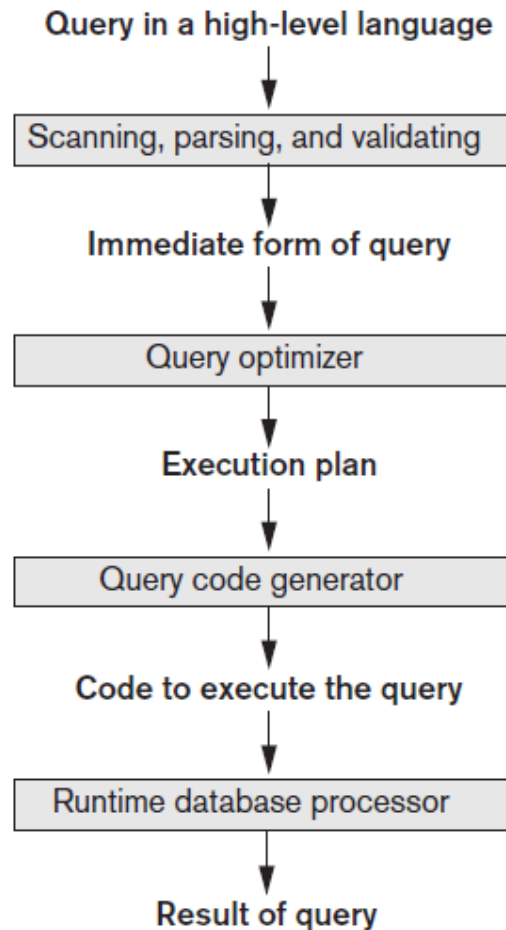 Query in a high-level language
Scanning, parsing, and validating
Immediate form of query
Query optimizer
Execution plan
Query code generator
Code to execute the query
Runtime database processor
Result of query